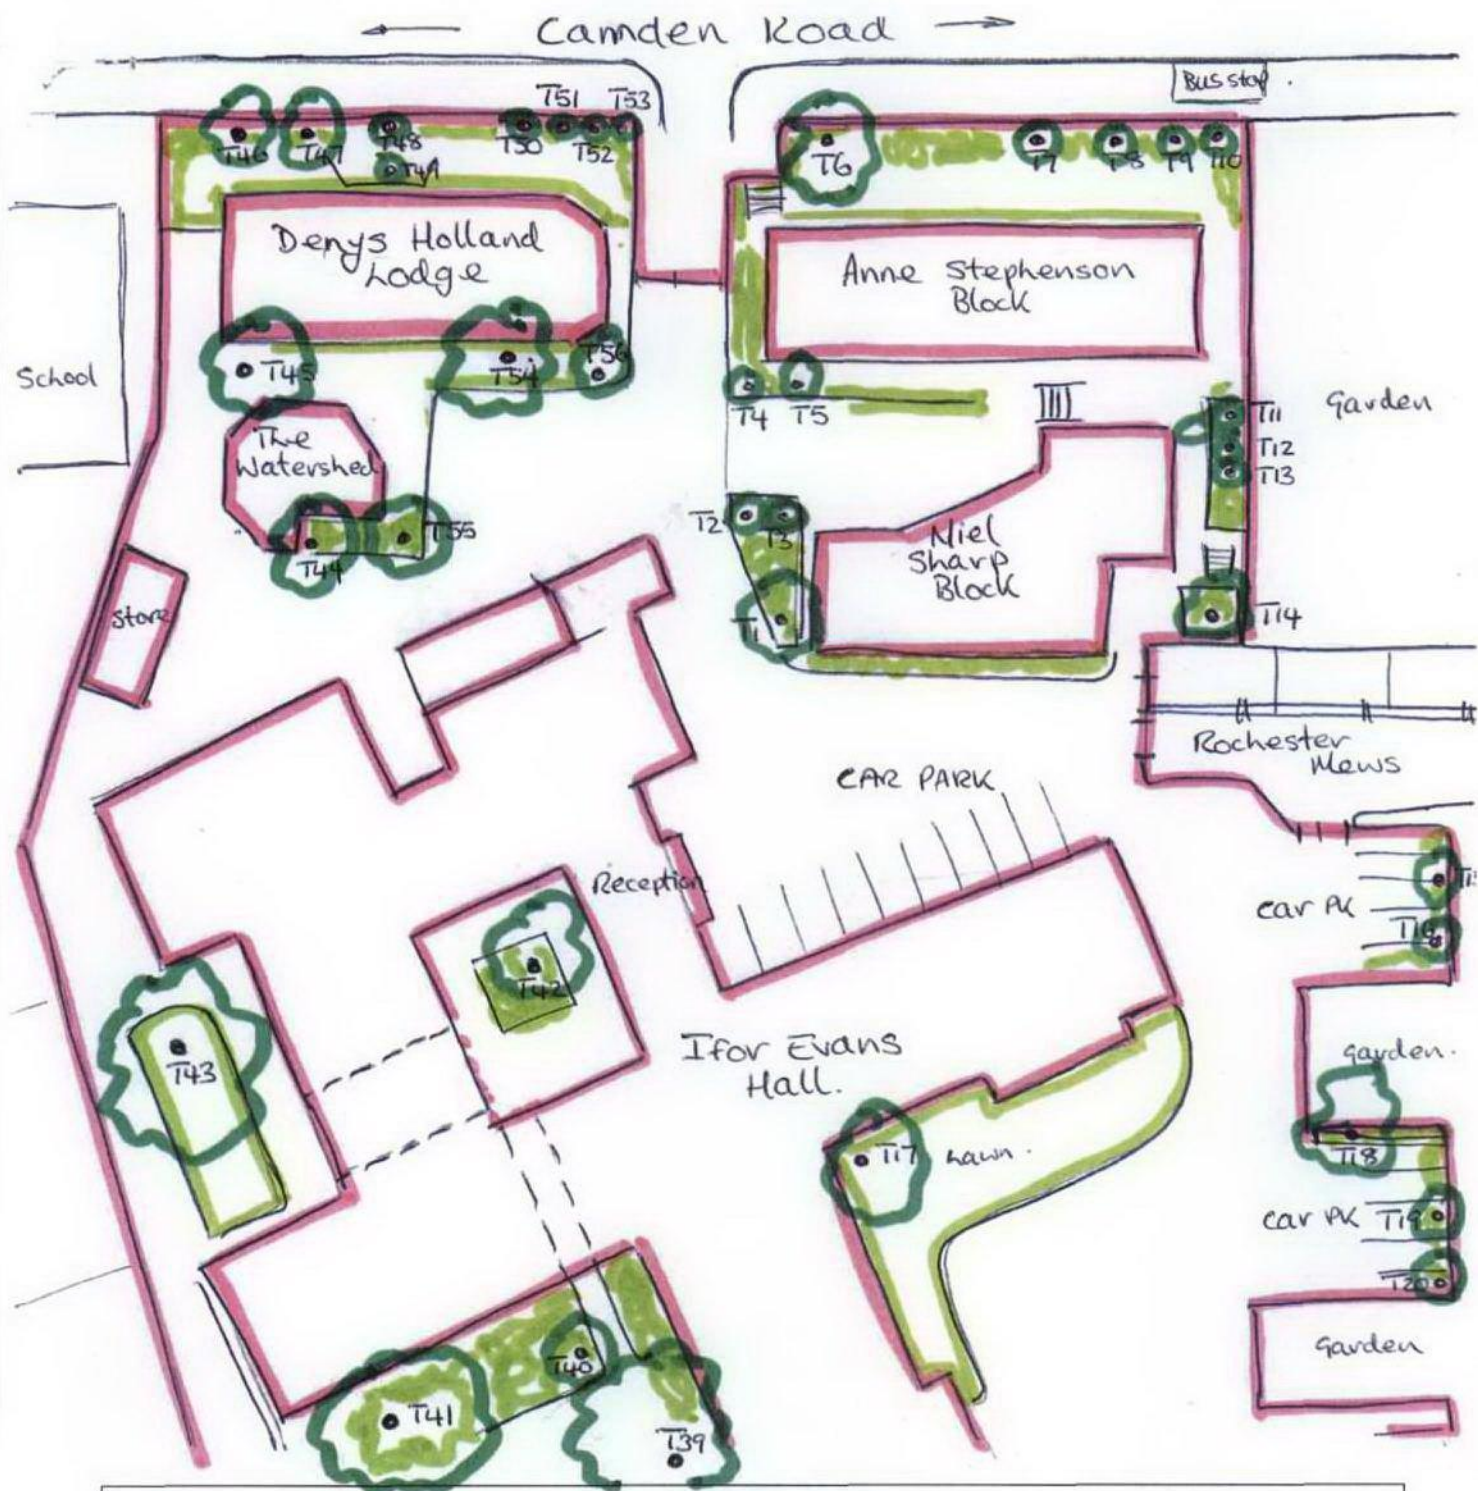 Camden Road
Bus stop
T51 T53
T46 T47 T48 T50 T52
T49
T6 T7 T8 T9 T10
Denys Holland
Lodge
Anne Stephenson
Block
School
T45 T54 T56
T4 T5
Garden
T11
T12
T13
The
Watershed
T44 T55
T2 T3
T1
Niel
Sharp
Block
T14
Store
Rochester
Mews
CAR PARK
Reception
car PK
T16
T42
T43
Ifor Evans
Hall.
garden.
T17 Lawn.
T18
car PK T19
T20
Garden
T40
T41
T39